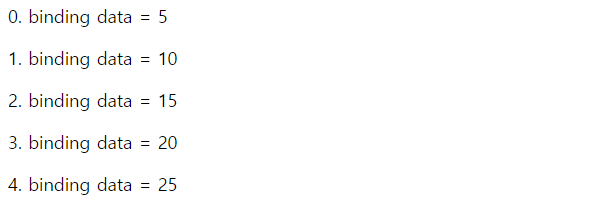 0. binding data = 5
1. binding data = 10
2. binding data = 15
3. binding data = 20
4. binding data = 25